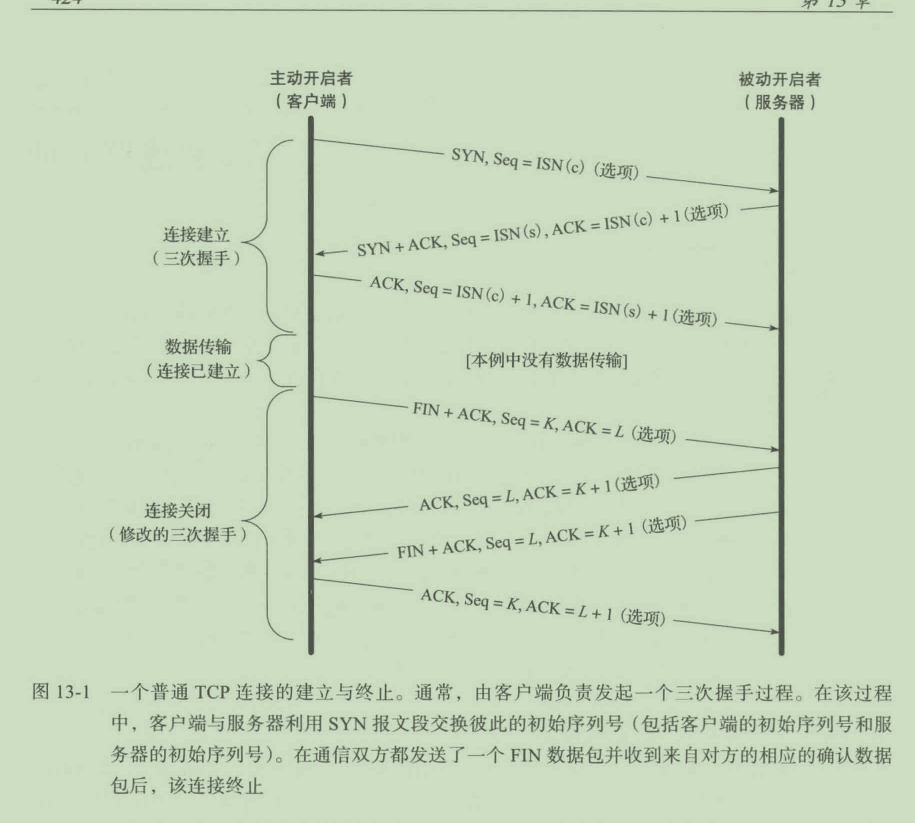 424
第 13 章
主动开启者
（客户端）
被动开启者
（服务器）
SYN, Seq = ISN(c) (选项)
SYN + ACK, Seq = ISN(s), ACK = ISN(c) + 1(选项)
连接建立
（三次握手）
ACK, Seq = ISN(c) + 1, ACK = ISN(s) + 1(选项)
数据传输
（连接已建立）
[本例中没有数据传输]
FIN + ACK, Seq = K, ACK = L (选项)
ACK, Seq = L, ACK = K + 1(选项)
连接关闭
（修改的三次握手）
FIN + ACK, Seq = L, ACK = K + 1 (选项)
ACK, Seq = K, ACK = L + 1 (选项)
图 13-1 一个普通 TCP 连接的建立与终止。通常，由客户端负责发起一个三次握手过程。在该过程
中，客户端与服务器利用 SYN 报文段交换彼此的初始序列号（包括客户端的初始序列号和服
务器的初始序列号）。在通信双方都发送了一个 FIN 数据包并收到来自对方的相应的确认数据
包后，该连接终止